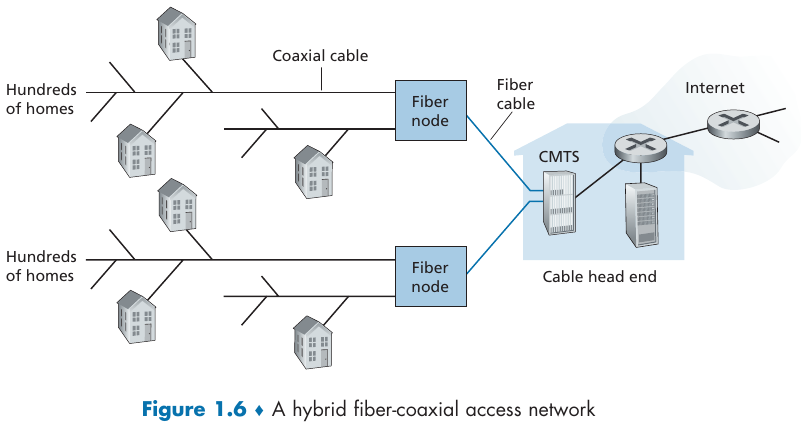 Coaxial cable
Hundreds
of homes
Fiber
node
Fiber
cable
Internet
CMTS
Hundreds
of homes
Fiber
node
Cable head end
Figure 1.6 ♦ A hybrid fiber-coaxial access network